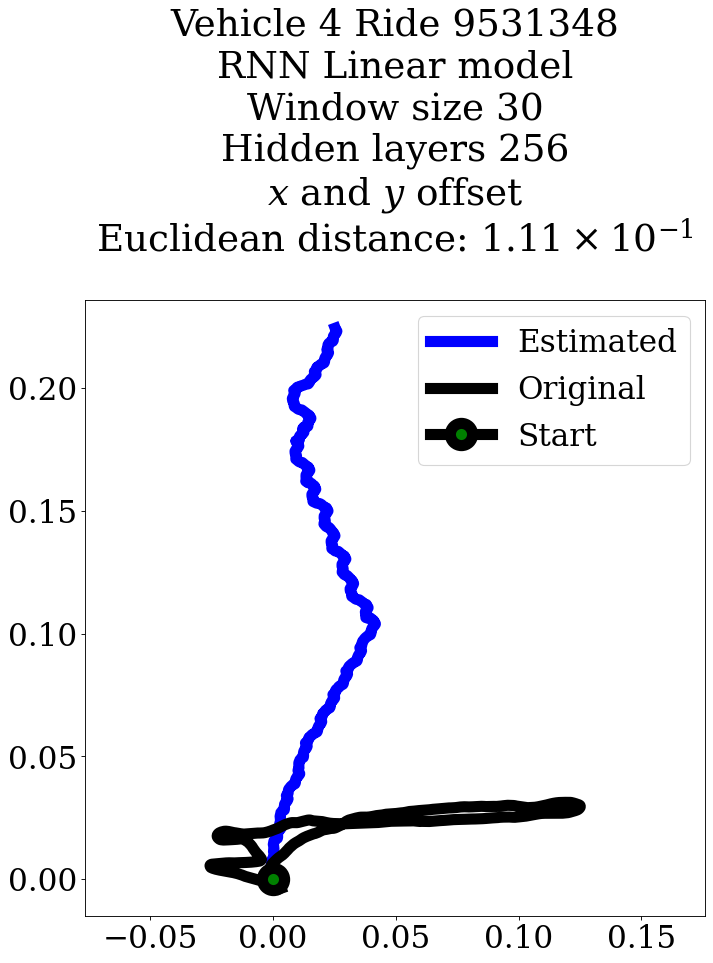 Vehicle 4 Ride 9531348
RNN Linear model
Window size 30
Hidden layers 256
x and y offset
Euclidean distance: 1.11 × 10⁻¹
Estimated
Original
Start
0.20
0.15
0.10
0.05
0.00
−0.05 0.00 0.05 0.10 0.15